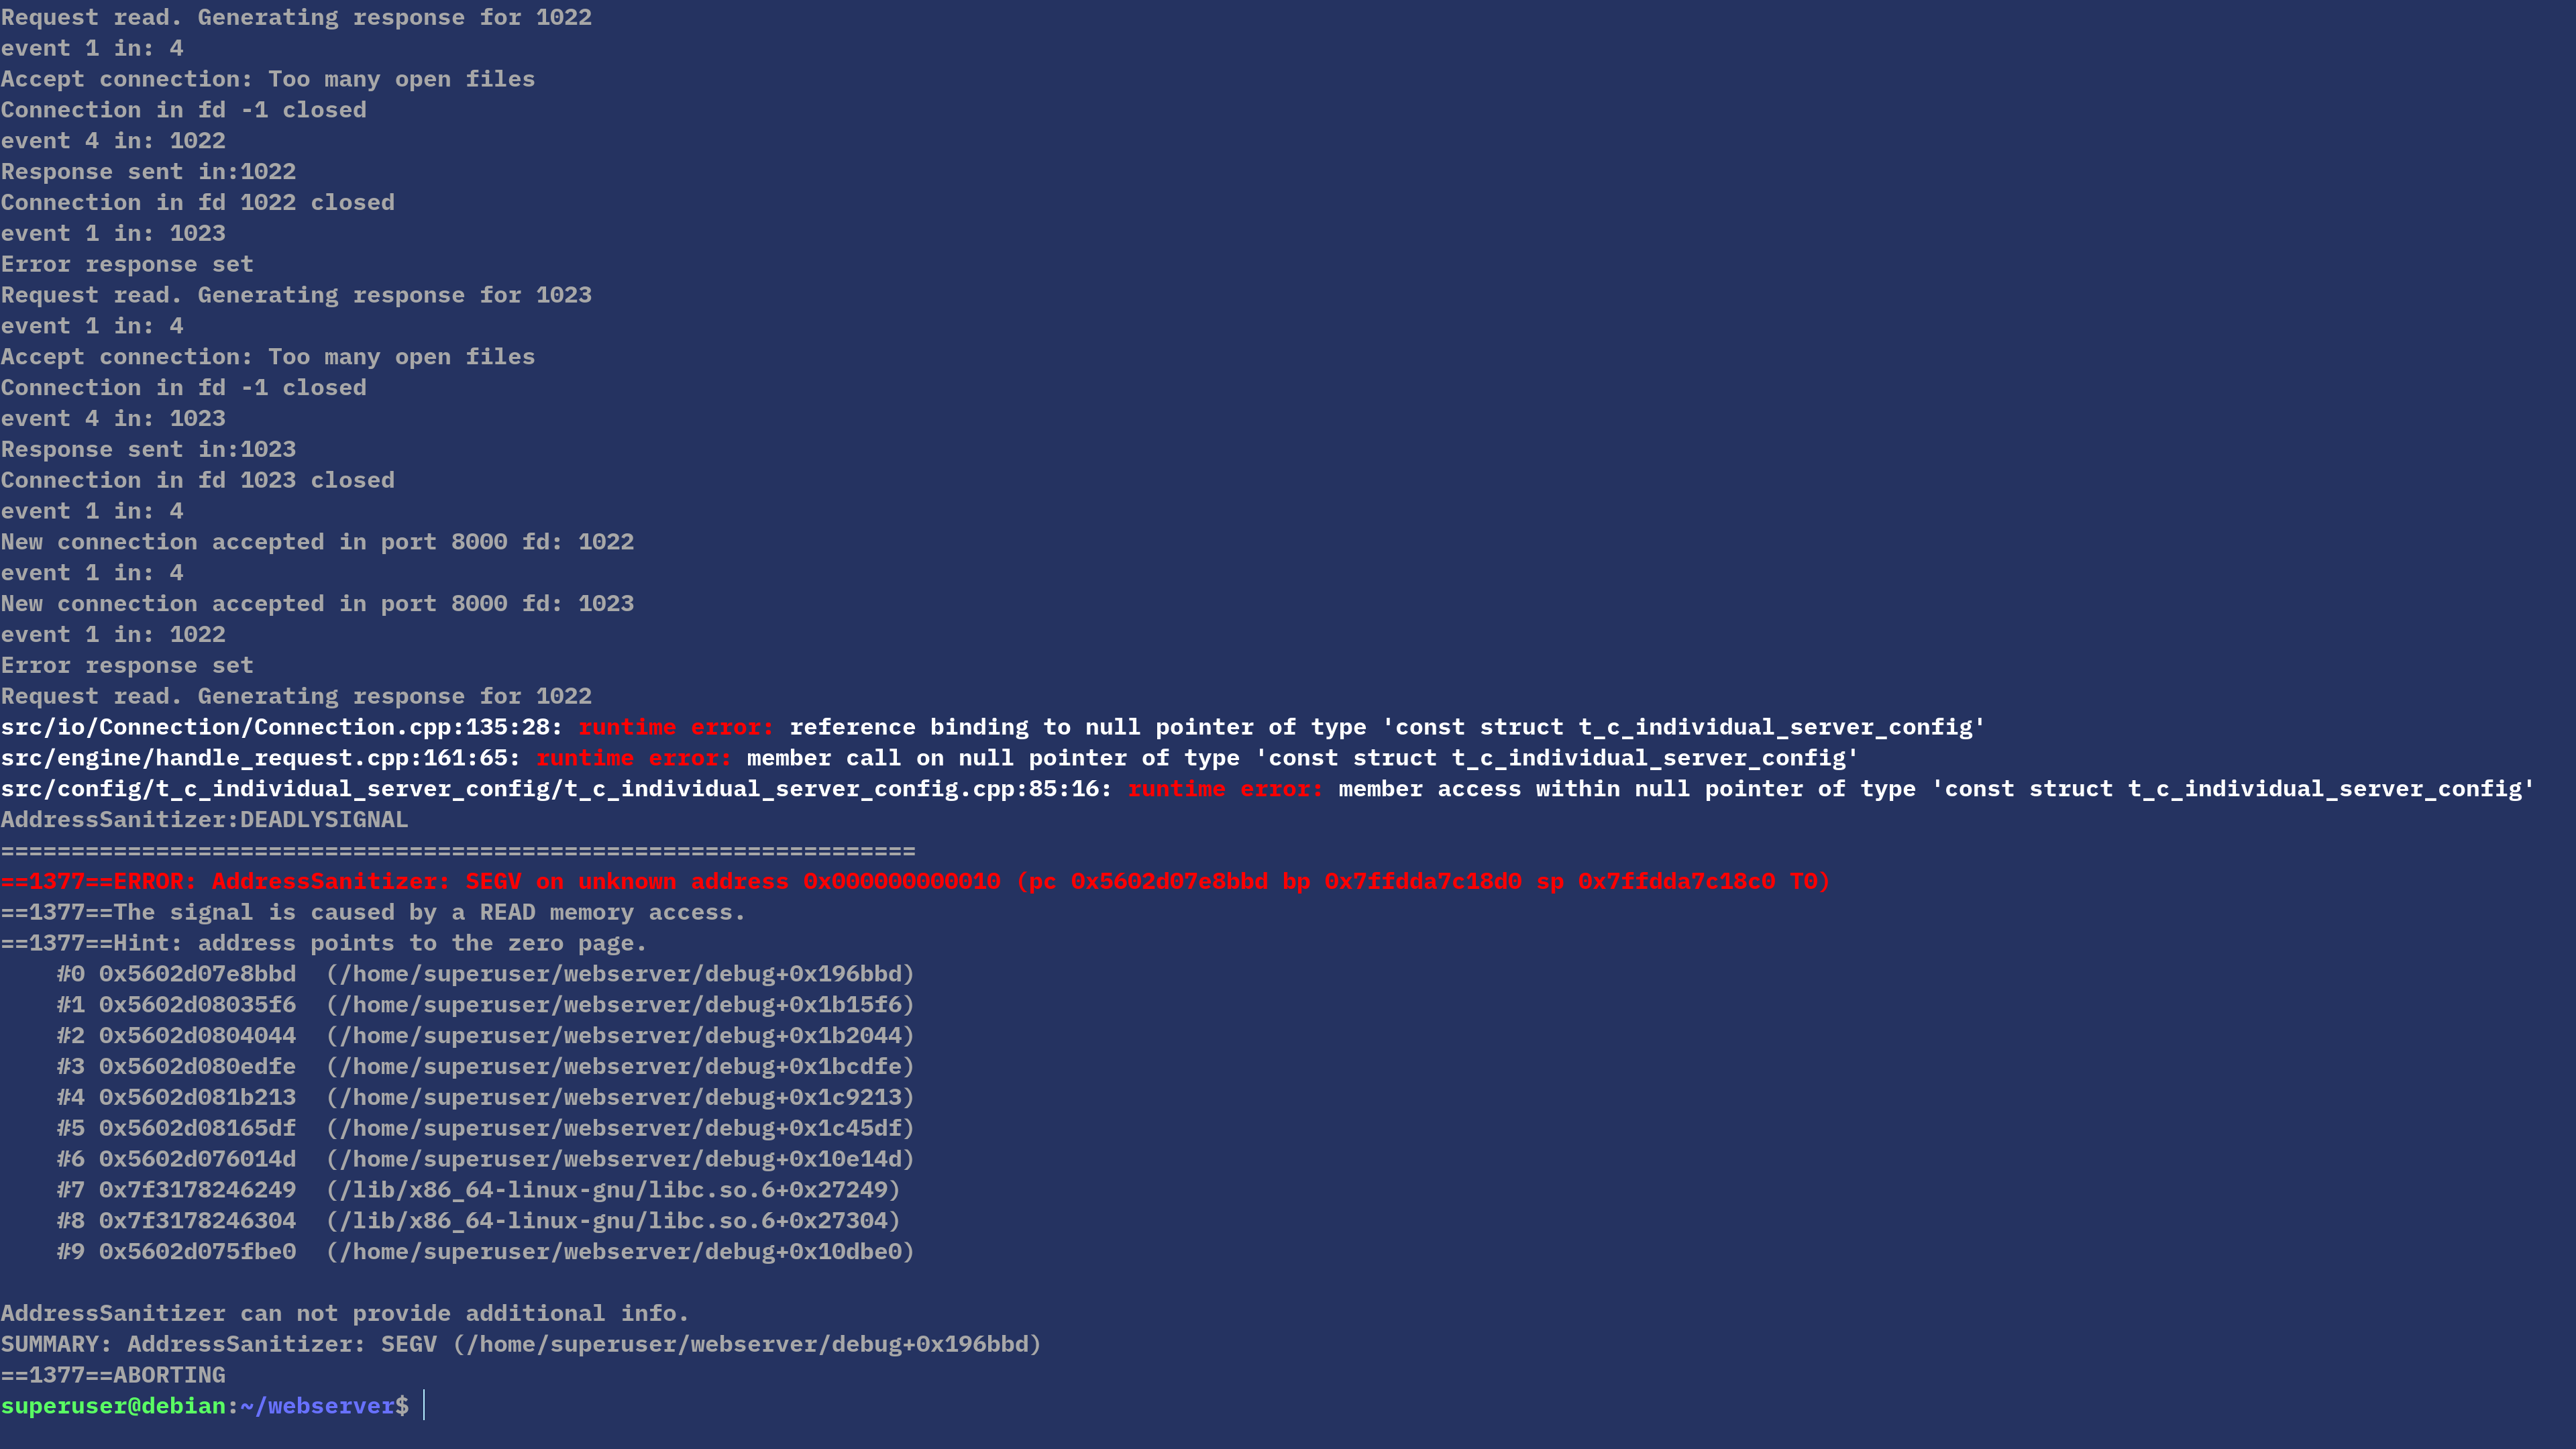 Request read. Generating response for 1022
event 1 in: 4
Accept connection: Too many open files
Connection in fd -1 closed
event 4 in: 1022
Response sent in:1022
Connection in fd 1022 closed
event 1 in: 1023
Error response set
Request read. Generating response for 1023
event 1 in: 4
Accept connection: Too many open files
Connection in fd -1 closed
event 4 in: 1023
Response sent in:1023
Connection in fd 1023 closed
event 1 in: 4
New connection accepted in port 8000 fd: 1022
event 1 in: 4
New connection accepted in port 8000 fd: 1023
event 1 in: 1022
Error response set
Request read. Generating response for 1022
src/io/Connection/Connection.cpp:135:28: runtime error: reference binding to null pointer of type 'const struct t_c_individual_server_config'
src/engine/handle_request.cpp:161:65: runtime error: member call on null pointer of type 'const struct t_c_individual_server_config'
src/config/t_c_individual_server_config/t_c_individual_server_config.cpp:85:16: runtime error: member access within null pointer of type 'const struct t_c_individual_server_config'
AddressSanitizer:DEADLYSIGNAL
=================================================================
==1377==ERROR: AddressSanitizer: SEGV on unknown address 0x000000000010 (pc 0x5602d07e8bbd bp 0x7ffdda7c18d0 sp 0x7ffdda7c18c0 T0)
==1377==The signal is caused by a READ memory access.
==1377==Hint: address points to the zero page.
    #0 0x5602d07e8bbd  (/home/superuser/webserver/debug+0x196bbd)
    #1 0x5602d08035f6  (/home/superuser/webserver/debug+0x1b15f6)
    #2 0x5602d0804044  (/home/superuser/webserver/debug+0x1b2044)
    #3 0x5602d080edfe  (/home/superuser/webserver/debug+0x1bcdfe)
    #4 0x5602d081b213  (/home/superuser/webserver/debug+0x1c9213)
    #5 0x5602d08165df  (/home/superuser/webserver/debug+0x1c45df)
    #6 0x5602d076014d  (/home/superuser/webserver/debug+0x10e14d)
    #7 0x7f3178246249  (/lib/x86_64-linux-gnu/libc.so.6+0x27249)
    #8 0x7f3178246304  (/lib/x86_64-linux-gnu/libc.so.6+0x27304)
    #9 0x5602d075fbe0  (/home/superuser/webserver/debug+0x10dbe0)
AddressSanitizer can not provide additional info.
SUMMARY: AddressSanitizer: SEGV (/home/superuser/webserver/debug+0x196bbd)
==1377==ABORTING
superuser@debian:~/webserver$